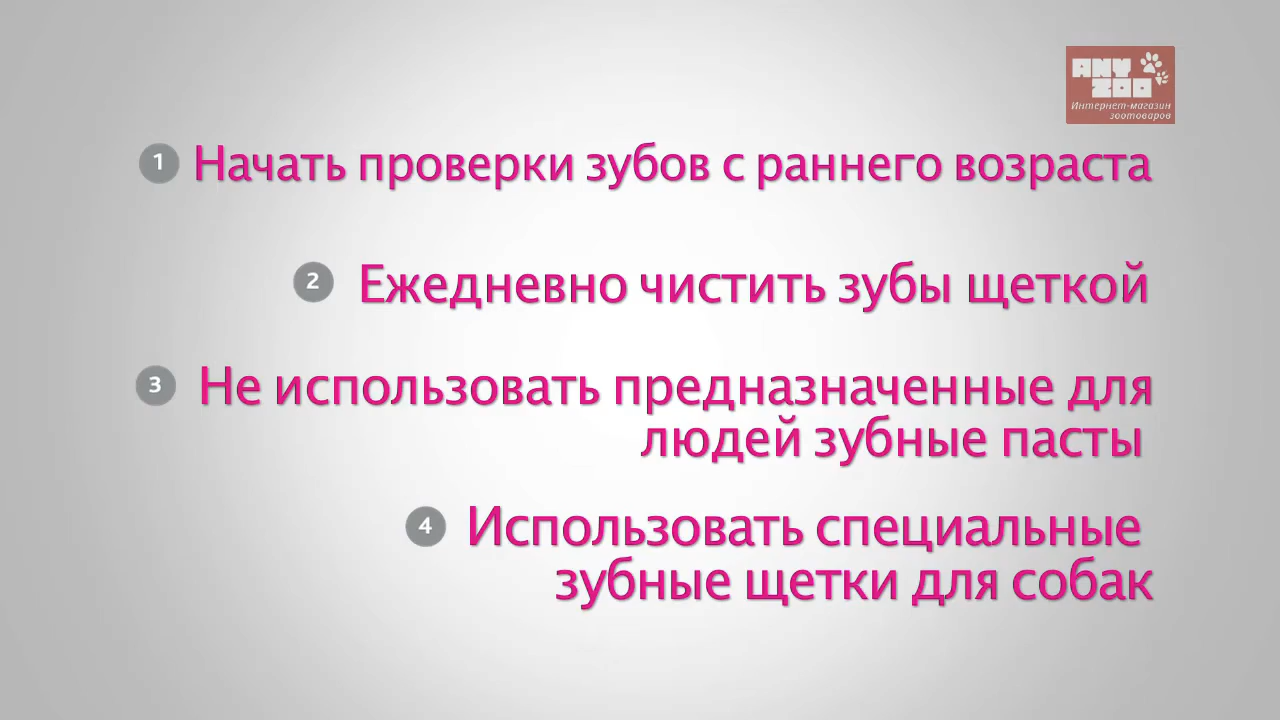 ANY
ZOO
Интернет-магазин
зоотоваров
1 Начать проверки зубов с раннего возраста
2 Ежедневно чистить зубы щеткой
3 Не использовать предназначенные для
людей зубные пасты
4 Использовать специальные
зубные щетки для собак